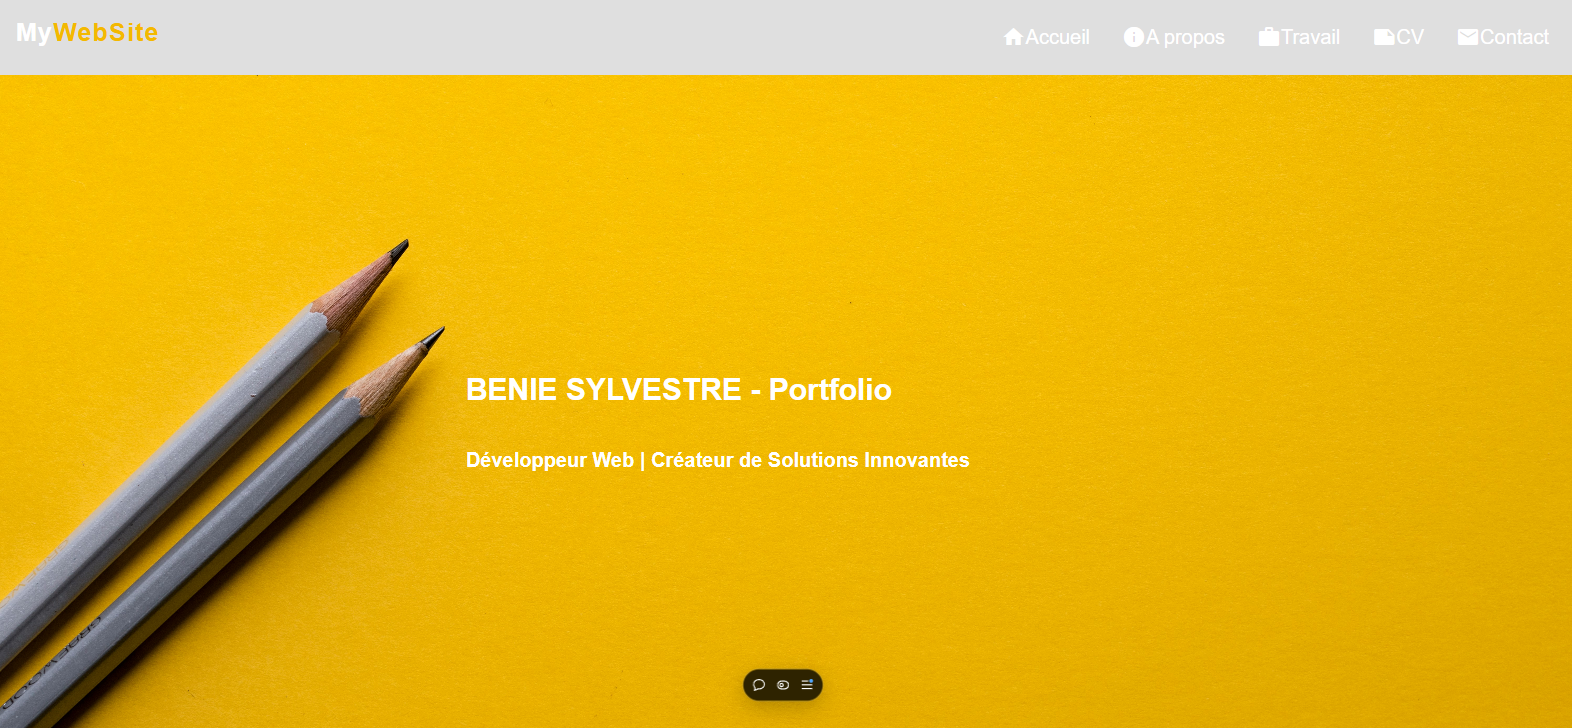 MyWebSite
Accueil A propos Travail CV Contact
BENIE SYLVESTRE - Portfolio
Développeur Web | Créateur de Solutions Innovantes